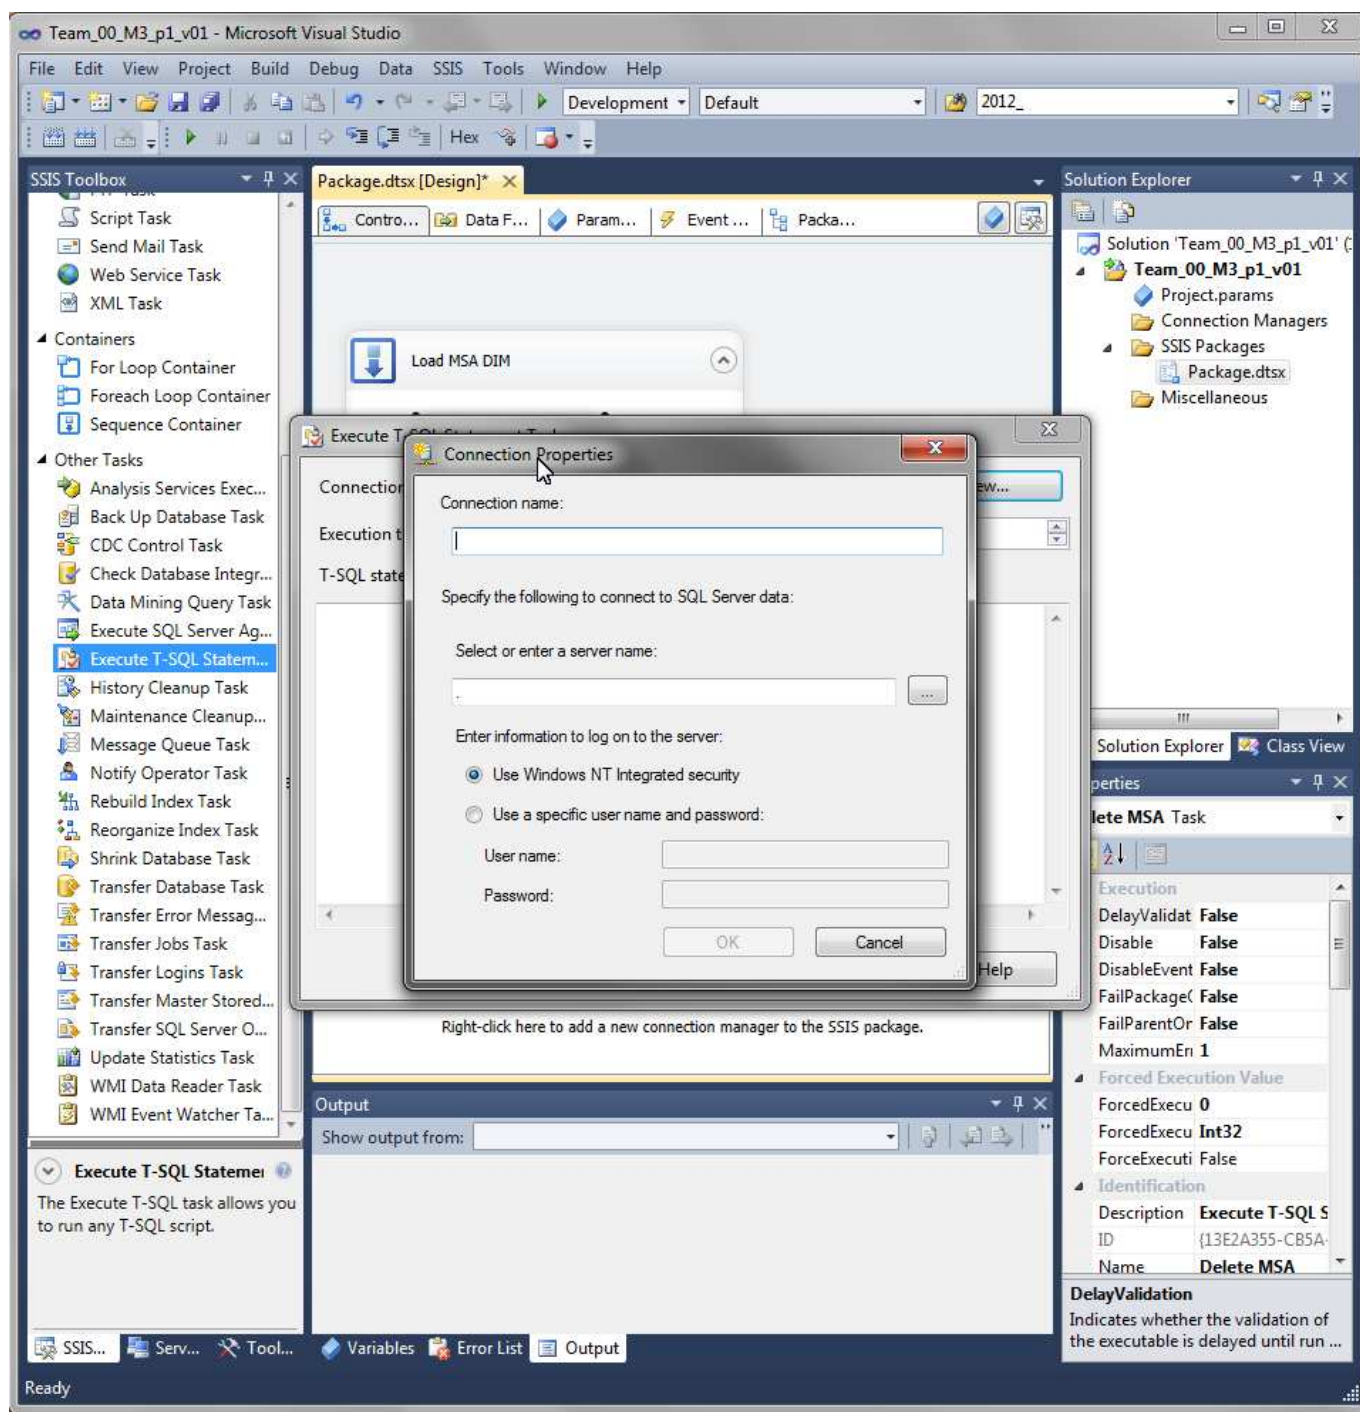 Team_00_M3_p1_v01 - Microsoft Visual Studio
File Edit View Project Build Debug Data SSIS Tools Window Help
Development Default 2012_
Hex
SSIS Toolbox
Script Task
Send Mail Task
Web Service Task
XML Task
Containers
For Loop Container
Foreach Loop Container
Sequence Container
Other Tasks
Analysis Services Exec...
Back Up Database Task
CDC Control Task
Check Database Integr...
Data Mining Query Task
Execute SQL Server Ag...
Execute T-SQL Statem...
History Cleanup Task
Maintenance Cleanup...
Message Queue Task
Notify Operator Task
Rebuild Index Task
Reorganize Index Task
Shrink Database Task
Transfer Database Task
Transfer Error Messag...
Transfer Jobs Task
Transfer Logins Task
Transfer Master Stored...
Transfer SQL Server O...
Update Statistics Task
WMI Data Reader Task
WMI Event Watcher Ta...
Execute T-SQL Statemer
The Execute T-SQL task allows you
to run any T-SQL script.
SSIS... Serv... Tool...
Ready
Package.dtsx [Design]*
Contro... Data F... Param... Event ... Packa...
Load MSA DIM
Execute T-SQL Statement Task
Connection
Execution t
T-SQL state
ew...
Help
Connection Properties
Connection name:
Specify the following to connect to SQL Server data:
Select or enter a server name:
.
...
Enter information to log on to the server:
Use Windows NT Integrated security
Use a specific user name and password:
User name:
Password:
OK Cancel
Right-click here to add a new connection manager to the SSIS package.
Output
Show output from:
Variables Error List Output
Solution Explorer
Solution 'Team_00_M3_p1_v01' (
Team_00_M3_p1_v01
Project.params
Connection Managers
SSIS Packages
Package.dtsx
Miscellaneous
Solution Explorer Class View
perties
lete MSA Task
Execution
DelayValidat False
Disable False
DisableEvent False
FailPackage( False
FailParentOr False
MaximumErr 1
Forced Execution Value
ForcedExecu 0
ForcedExecu Int32
ForceExecuti False
Identification
Description Execute T-SQL S
ID {13E2A355-CB5A-
Name Delete MSA
DelayValidation
Indicates whether the validation of
the executable is delayed until run ...